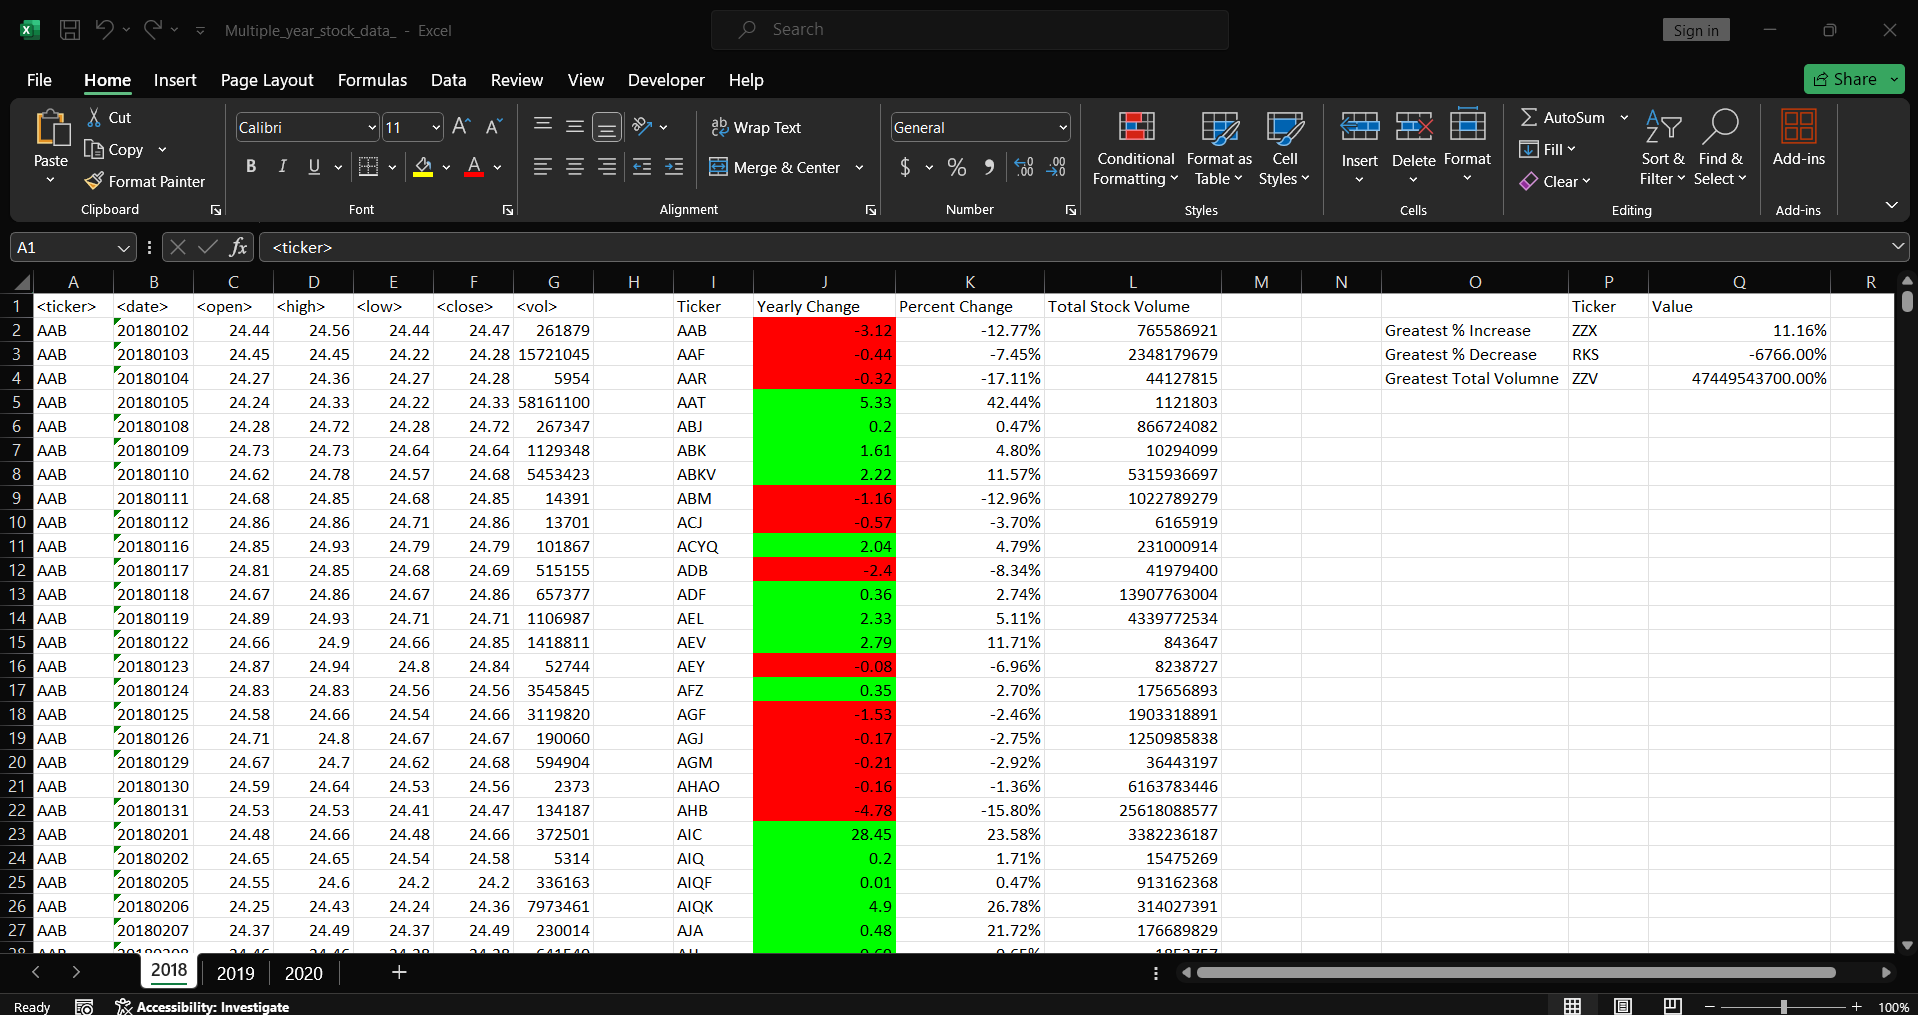 Multiple_year_stock_data_ - Excel
Search
Sign in
File Home Insert Page Layout Formulas Data Review View Developer Help
Share
Paste
Cut
Copy
Format Painter
Clipboard
Calibri 11
B I U
Font
Wrap Text
Merge & Center
Alignment
General
$ % ,
Number
Conditional Formatting
Format as Table
Cell Styles
Styles
Insert Delete Format
Cells
AutoSum
Fill
Clear
Sort & Filter
Find & Select
Editing
Add-ins
Add-ins
A1 fx <ticker>
A B C D E F G H I J K L M N O P Q R
1 <ticker> <date> <open> <high> <low> <close> <vol> Ticker Yearly Change Percent Change Total Stock Volume Ticker Value
2 AAB 20180102 24.44 24.56 24.44 24.47 261879 AAB -3.12 -12.77% 765586921 Greatest % Increase ZZX 11.16%
3 AAB 20180103 24.45 24.45 24.22 24.28 15721045 AAF -0.44 -7.45% 2348179679 Greatest % Decrease RKS -6766.00%
4 AAB 20180104 24.27 24.36 24.27 24.28 5954 AAR -0.32 -17.11% 44127815 Greatest Total Volumne ZZV 47449543700.00%
5 AAB 20180105 24.24 24.33 24.22 24.33 58161100 AAT 5.33 42.44% 1121803
6 AAB 20180108 24.28 24.72 24.28 24.72 267347 ABJ 0.2 0.47% 866724082
7 AAB 20180109 24.73 24.73 24.64 24.64 1129348 ABK 1.61 4.80% 10294099
8 AAB 20180110 24.62 24.78 24.57 24.68 5453423 ABKV 2.22 11.57% 5315936697
9 AAB 20180111 24.68 24.85 24.68 24.85 14391 ABM -1.16 -12.96% 1022789279
10 AAB 20180112 24.86 24.86 24.71 24.86 13701 ACJ -0.57 -3.70% 6165919
11 AAB 20180116 24.85 24.93 24.79 24.79 101867 ACYQ 2.04 4.79% 231000914
12 AAB 20180117 24.81 24.85 24.68 24.69 515155 ADB -2.4 -8.34% 41979400
13 AAB 20180118 24.67 24.86 24.67 24.86 657377 ADF 0.36 2.74% 13907763004
14 AAB 20180119 24.89 24.93 24.71 24.71 1106987 AEL 2.33 5.11% 4339772534
15 AAB 20180122 24.66 24.9 24.66 24.85 1418811 AEV 2.79 11.71% 843647
16 AAB 20180123 24.87 24.94 24.8 24.84 52744 AEY -0.08 -6.96% 8238727
17 AAB 20180124 24.83 24.83 24.56 24.56 3545845 AFZ 0.35 2.70% 175656893
18 AAB 20180125 24.58 24.66 24.54 24.66 3119820 AGF -1.53 -2.46% 1903318891
19 AAB 20180126 24.71 24.8 24.67 24.67 190060 AGJ -0.17 -2.75% 1250985838
20 AAB 20180129 24.67 24.7 24.62 24.68 594904 AGM -0.21 -2.92% 36443197
21 AAB 20180130 24.59 24.64 24.53 24.56 2373 AHAO -0.16 -1.36% 6163783446
22 AAB 20180131 24.53 24.53 24.41 24.47 134187 AHB -4.78 -15.80% 25618088577
23 AAB 20180201 24.48 24.66 24.48 24.66 372501 AIC 28.45 23.58% 3382236187
24 AAB 20180202 24.65 24.65 24.54 24.58 5314 AIQ 0.2 1.71% 15475269
25 AAB 20180205 24.55 24.6 24.2 24.2 336163 AIQF 0.01 0.47% 913162368
26 AAB 20180206 24.25 24.43 24.24 24.36 7973461 AIQK 4.9 26.78% 314027391
27 AAB 20180207 24.37 24.49 24.37 24.49 230014 AJA 0.48 21.72% 176689829
2018 2019 2020
Ready Accessibility: Investigate 100%